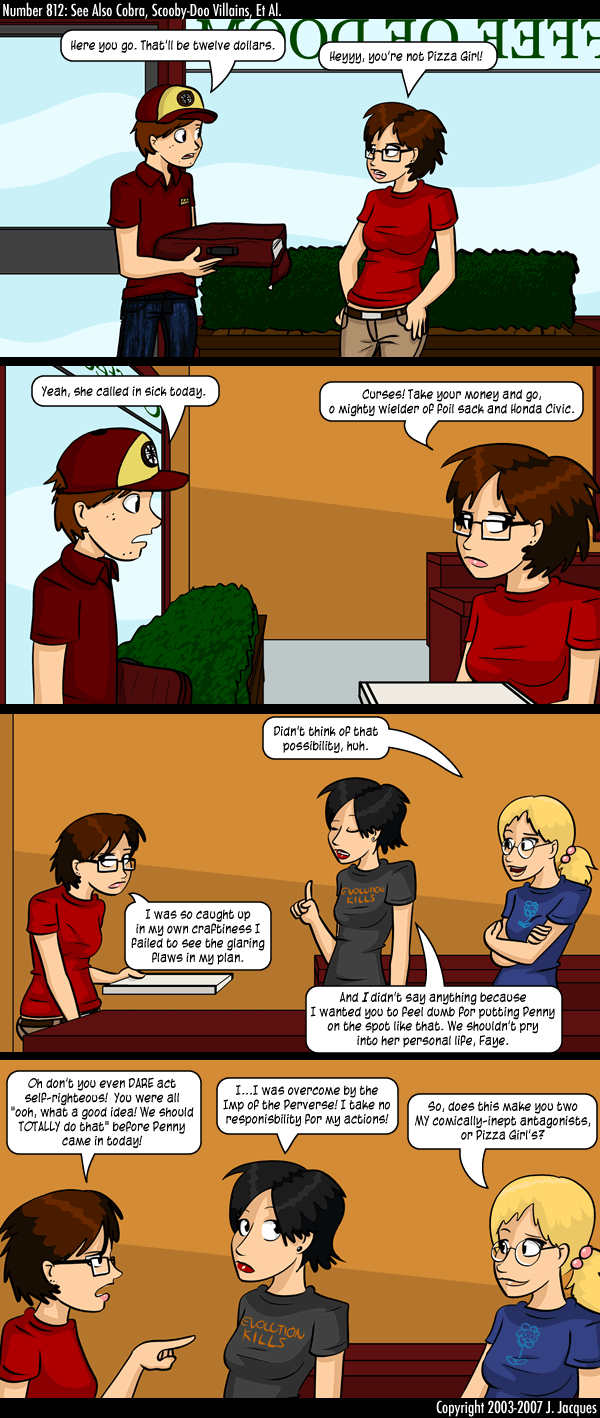 Number 812: See Also Cobra, Scooby-Doo Villains, Et Al.
FFEE OF DOOM
Here you go. That'll be twelve dollars.
Heyyy, you're not Pizza Girl!
Yeah, she called in sick today.
Curses! Take your money and go,
o mighty wielder of foil sack and Honda Civic.
Didn't think of that
possibility, huh.
I was so caught up
in my own craftiness I
failed to see the glaring
flaws in my plan.
EVOLUTION
KILLS
And I didn't say anything because
I wanted you to feel dumb for putting Penny
on the spot like that. We shouldn't pry
into her personal life, Faye.
Oh don't you even DARE act
self-righteous! You were all
"ooh, what a good idea! We should
TOTALLY do that" before Penny
came in today!
I...I was overcome by the
Imp of the Perverse! I take no
responisbility for my actions!
So, does this make you two
MY comically-inept antagonists,
or Pizza Girl's?
EVOLUTION
KILLS
Copyright 2003-2007 J. Jacques